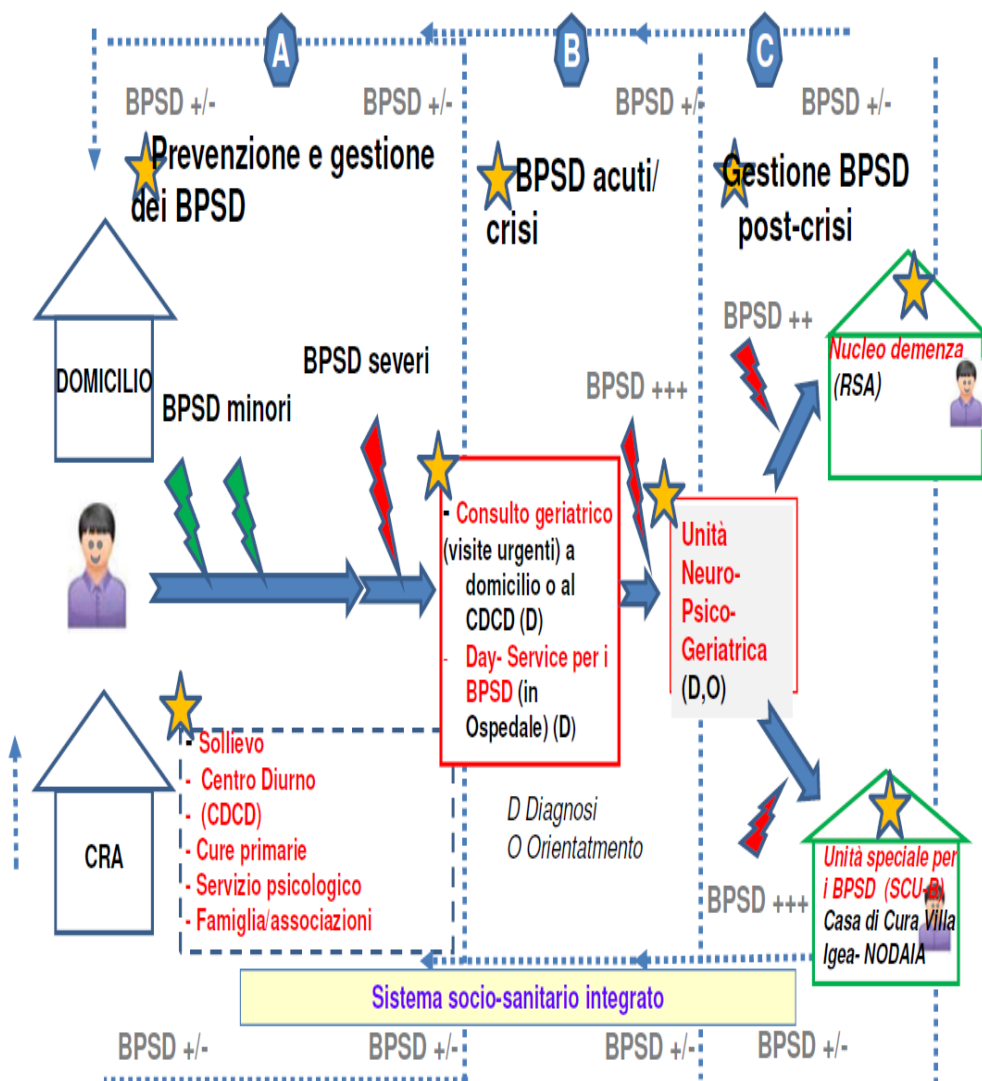 A
B
C
BPSD +/-
BPSD +/-
BPSD +/-
BPSD +/-
Prevenzione e gestione
dei BPSD
BPSD acuti/
crisi
Gestione BPSD
post-crisi
DOMICILIO
BPSD minori
BPSD severi
BPSD +++
BPSD ++
Nucleo demenza
(RSA)
- Consulto geriatrico
(visite urgenti) a
domicilio o al
CDCD (D)
- Day- Service per i
BPSD (in
Ospedale) (D)
Unità
Neuro-
Psico-
Geriatrica
(D,O)
CRA
- Sollievo
- Centro Diurno
- (CDCD)
- Cure primarie
- Servizio psicologico
- Famiglia/associazioni
D Diagnosi
O Orientatmento
BPSD +++
Unità speciale per
i BPSD (SCU-B)
Casa di Cura Villa
Igea- NODAIA
Sistema socio-sanitario integrato
BPSD +/-
BPSD +/-
BPSD +/-
BPSD +/-